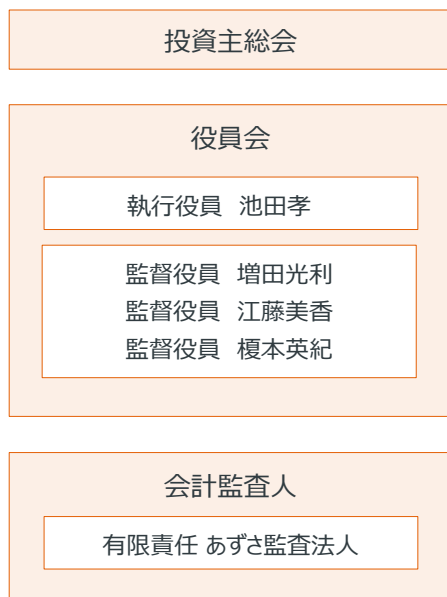 投資主総会
役員会
執行役員 池田孝
監督役員 増田光利
監督役員 江藤美香
監督役員 榎本英紀
会計監査人
有限責任 あずさ監査法人